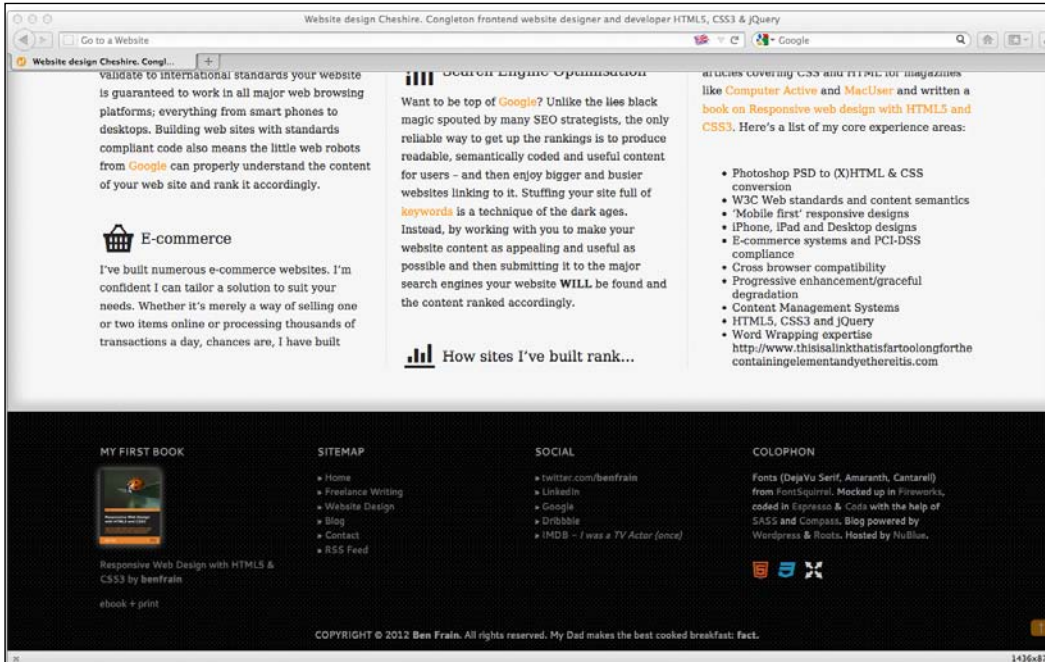 Website design Cheshire. Congleton frontend website designer and developer HTML5, CSS3 & jQuery
Go to a Website
Google
Website design Cheshire. Congl...
validate to international standards your website
is guaranteed to work in all major web browsing
platforms; everything from smart phones to
desktops. Building web sites with standards
compliant code also means the little web robots
from Google can properly understand the content
of your web site and rank it accordingly.
E-commerce
I've built numerous e-commerce websites. I'm
confident I can tailor a solution to suit your
needs. Whether it's merely a way of selling one
or two items online or processing thousands of
transactions a day, chances are, I have built
Search Engine Optimisation
Want to be top of Google? Unlike the lies black
magic spouted by many SEO strategists, the only
reliable way to get up the rankings is to produce
readable, semantically coded and useful content
for users – and then enjoy bigger and busier
websites linking to it. Stuffing your site full of
keywords is a technique of the dark ages.
Instead, by working with you to make your
website content as appealing and useful as
possible and then submitting it to the major
search engines your website WILL be found and
the content ranked accordingly.
How sites I've built rank...
articles covering CSS and HTML for magazines
like Computer Active and MacUser and written a
book on Responsive web design with HTML5 and
CSS3. Here's a list of my core experience areas:
• Photoshop PSD to (X)HTML & CSS
conversion
• W3C Web standards and content semantics
• 'Mobile first' responsive designs
• iPhone, iPad and Desktop designs
• E-commerce systems and PCI-DSS
compliance
• Cross browser compatibility
• Progressive enhancement/graceful
degradation
• Content Management Systems
• HTML5, CSS3 and jQuery
• Word Wrapping expertise
http://www.thisisalinkthatisfartoolongforthe
containingelementandyethereitis.com
MY FIRST BOOK
Responsive Web Design
with HTML5 and CSS3
Responsive Web Design with HTML5 &
CSS3 by benfrain
ebook + print
SITEMAP
» Home
» Freelance Writing
» Website Design
» Blog
» Contact
» RSS Feed
SOCIAL
» twitter.com/benfrain
» LinkedIn
» Google
» Dribbble
» IMDB – I was a TV Actor (once)
COLOPHON
Fonts (DejaVu Serif, Amaranth, Cantarell)
from FontSquirrel. Mocked up in Fireworks,
coded in Espresso & Coda with the help of
SASS and Compass. Blog powered by
Wordpress & Roots. Hosted by NuBlue.
COPYRIGHT © 2012 Ben Frain. All rights reserved. My Dad makes the best cooked breakfast: fact.